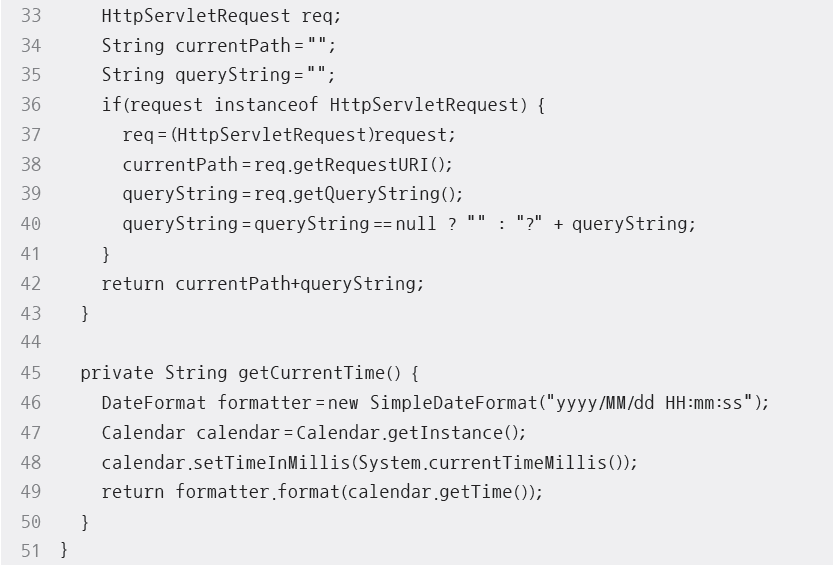 33 HttpServletRequest req;
34 String currentPath="";
35 String queryString="";
36 if(request instanceof HttpServletRequest) {
37 req=(HttpServletRequest)request;
38 currentPath=req.getRequestURI();
39 queryString=req.getQueryString();
40 queryString=queryString==null ? "" : "?" + queryString;
41 }
42 return currentPath+queryString;
43 }
44
45 private String getCurrentTime() {
46 DateFormat formatter=new SimpleDateFormat("yyyy/MM/dd HH:mm:ss");
47 Calendar calendar=Calendar.getInstance();
48 calendar.setTimeInMillis(System.currentTimeMillis());
49 return formatter.format(calendar.getTime());
50 }
51 }